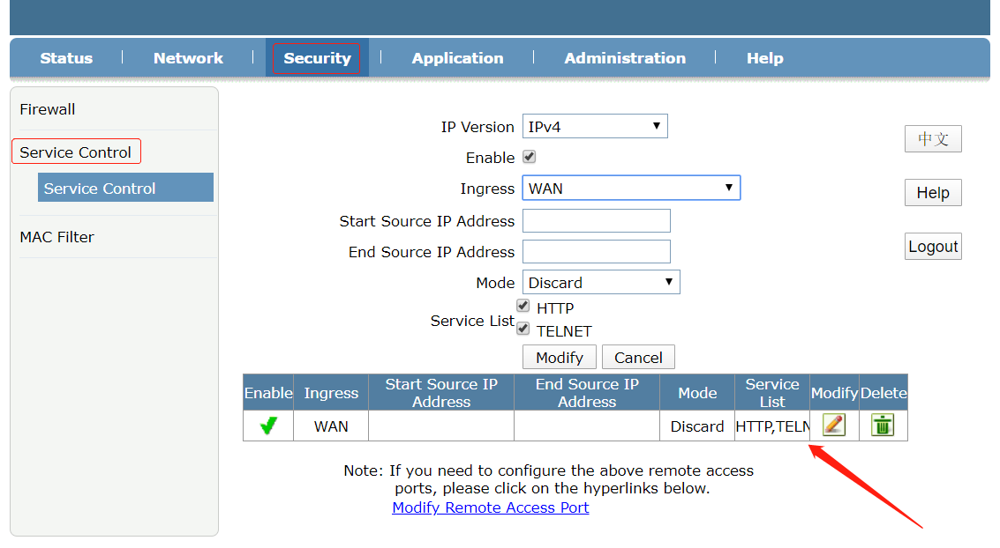 Status
Network
Security
Application
Administration
Help
Firewall
Service Control
Service Control
MAC Filter
IP Version IPv4
Enable
Ingress WAN
Start Source IP Address
End Source IP Address
Mode Discard
Service List
HTTP
TELNET
Modify Cancel
中文
Help
Logout
Enable Ingress Start Source IP Address End Source IP Address Mode Service List Modify Delete
WAN Discard HTTP,TELN
Note: If you need to configure the above remote access
ports, please click on the hyperlinks below.
Modify Remote Access Port